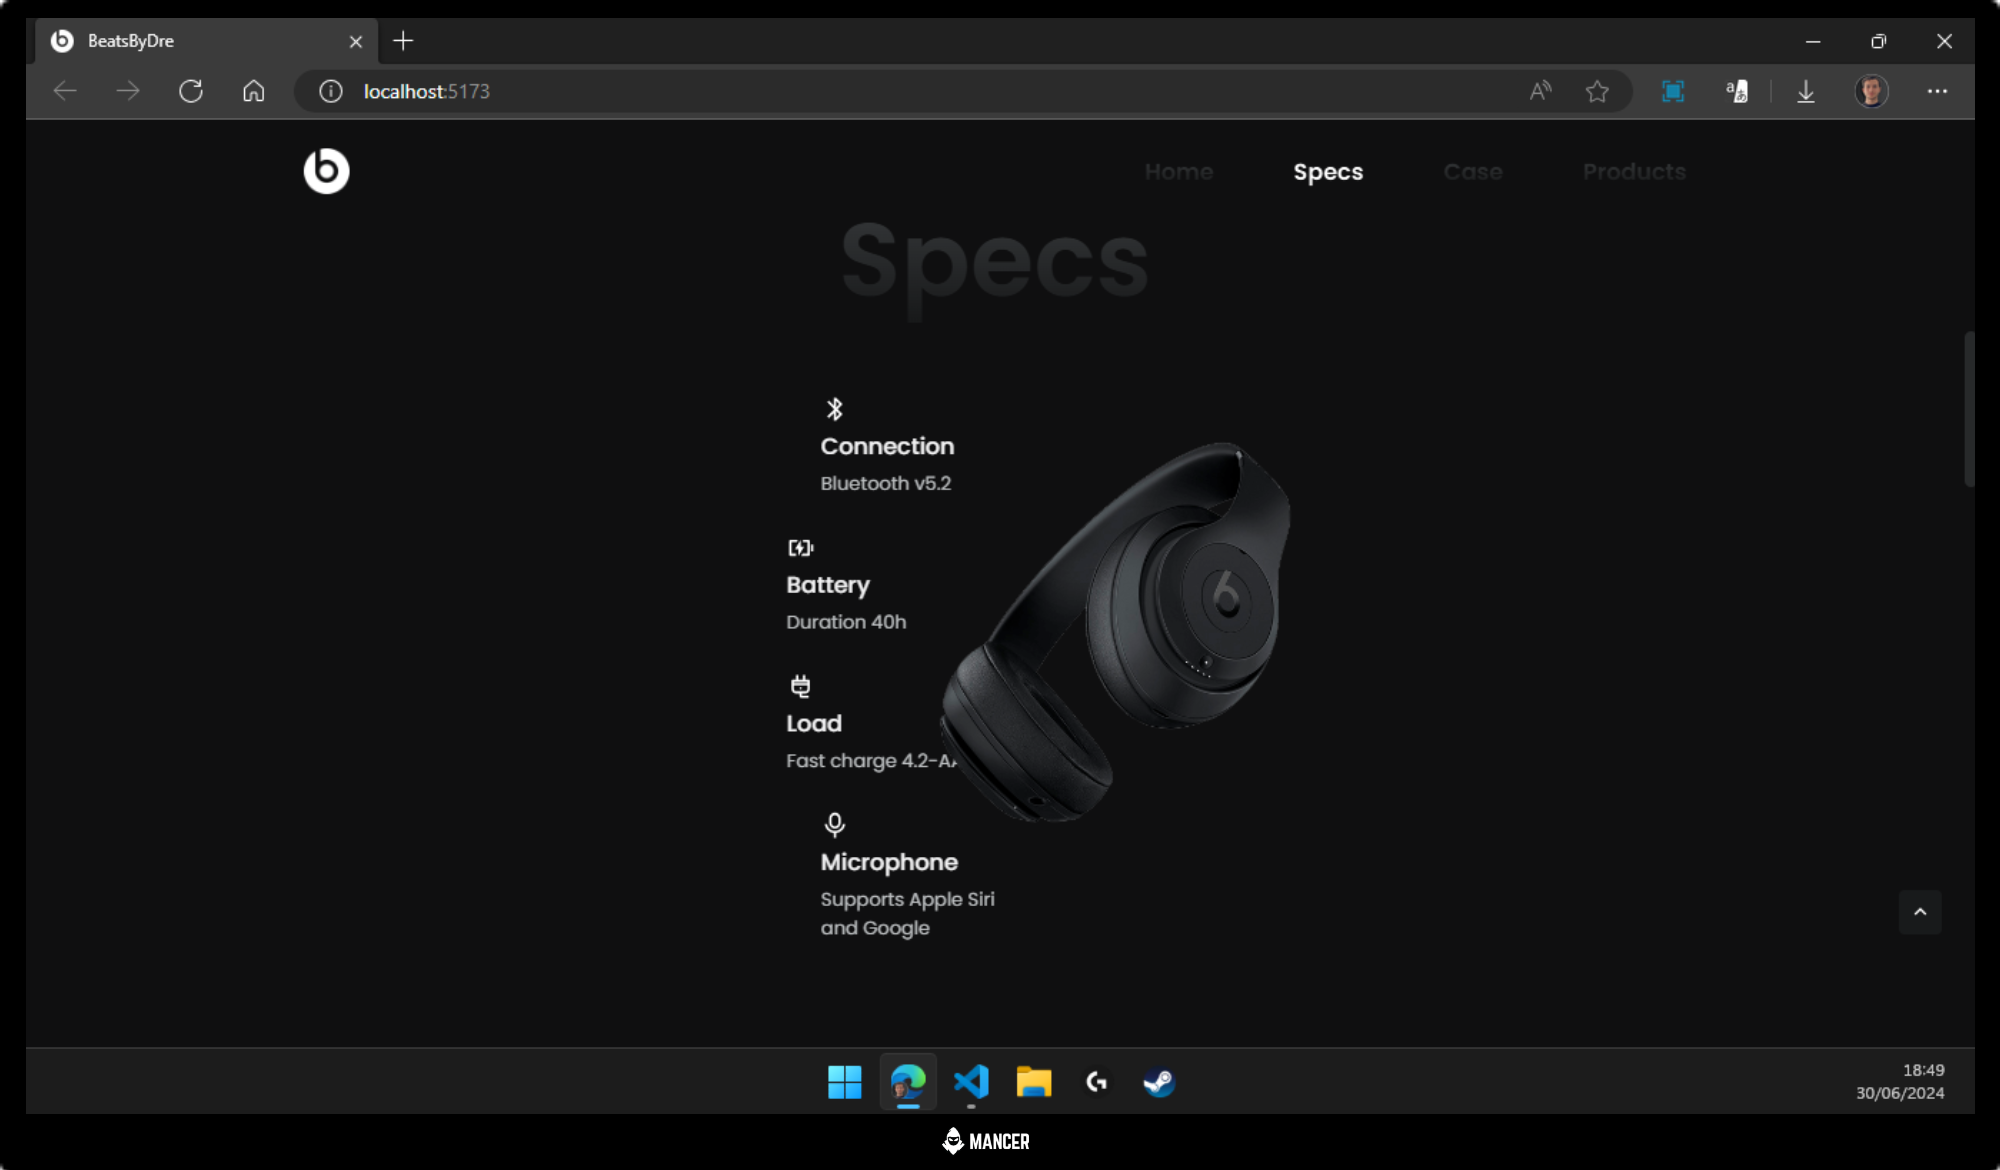 BeatsByDre
localhost:5173
Home Specs Case Products
Specs
Connection
Bluetooth v5.2
Battery
Duration 40h
Load
Fast charge 4.2-A
Microphone
Supports Apple Siri
and Google
18:49
30/06/2024
MANCER